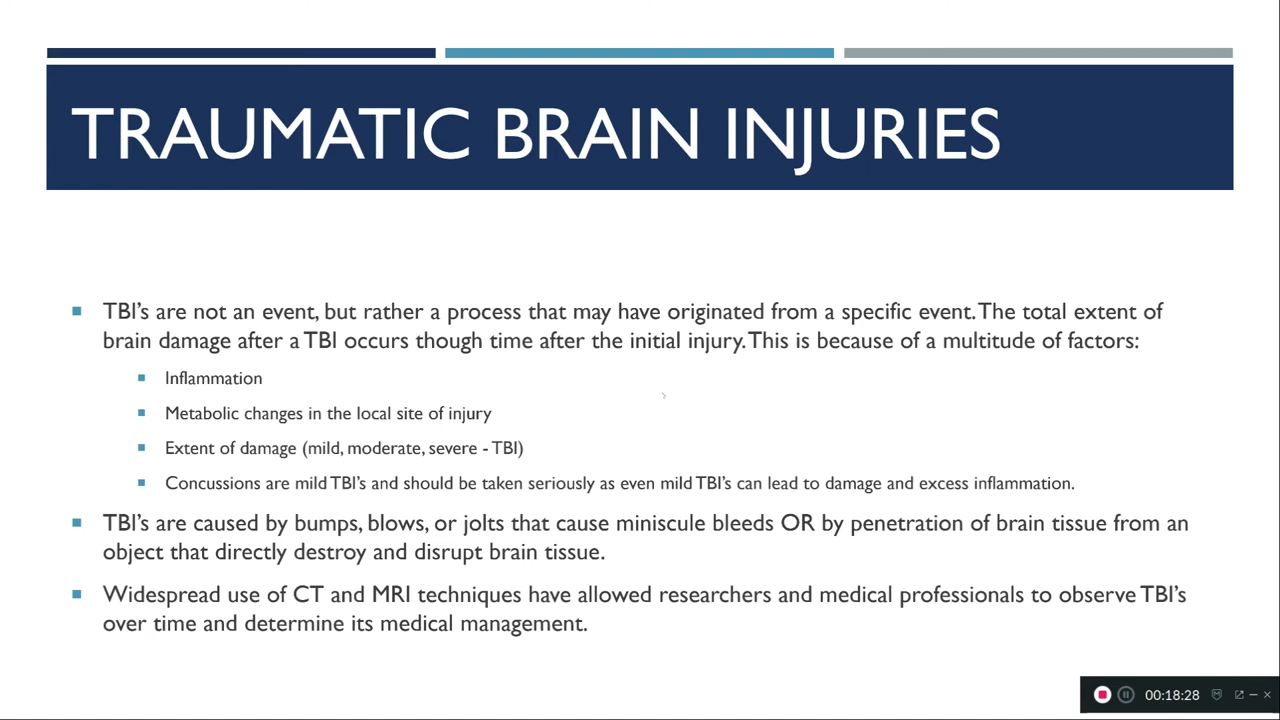 TRAUMATIC BRAIN INJURIES
TBI's are not an event, but rather a process that may have originated from a specific event. The total extent of
brain damage after a TBI occurs though time after the initial injury. This is because of a multitude of factors:
Inflammation
Metabolic changes in the local site of injury
Extent of damage (mild, moderate, severe - TBI)
Concussions are mild TBI's and should be taken seriously as even mild TBI's can lead to damage and excess inflammation.
TBI's are caused by bumps, blows, or jolts that cause miniscule bleeds OR by penetration of brain tissue from an
object that directly destroy and disrupt brain tissue.
Widespread use of CT and MRI techniques have allowed researchers and medical professionals to observe TBI's
over time and determine its medical management.
00:18:28